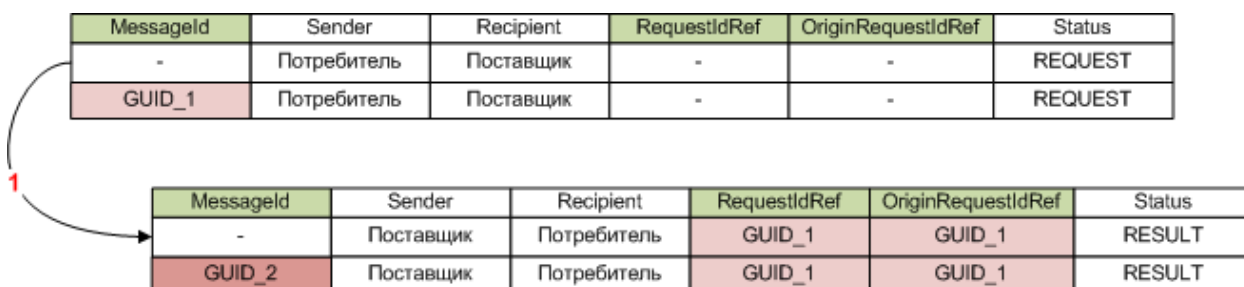 MessageId Sender Recipient RequestIdRef OriginRequestIdRef Status
- Потребитель Поставщик - - REQUEST
GUID_1 Потребитель Поставщик - - REQUEST
1
MessageId Sender Recipient RequestIdRef OriginRequestIdRef Status
- Поставщик Потребитель GUID_1 GUID_1 RESULT
GUID_2 Поставщик Потребитель GUID_1 GUID_1 RESULT